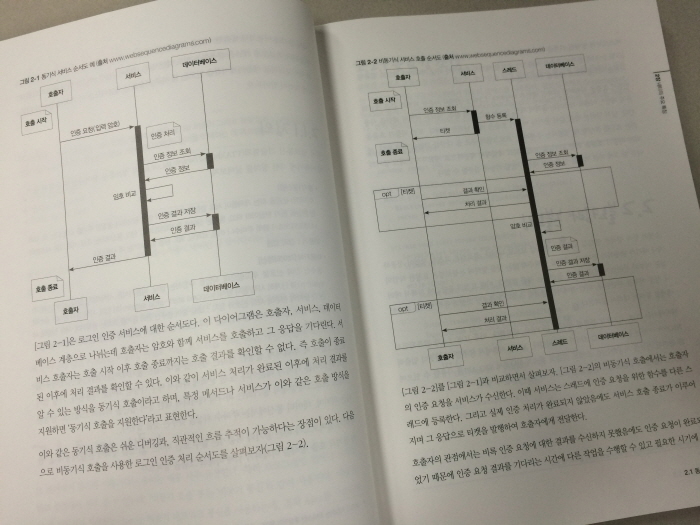 그림 2-1 동기식 서비스 순서도 예(출처 www.websequencediagrams.com)
호출자
서비스
데이터베이스
호출 시작
인증 요청(입력 암호)
인증 처리
인증 정보 조회
인증 정보
암호 비교
인증 결과 저장
인증 결과
인증 결과
호출 종료
호출자
서비스
데이터베이스
[그림 2-1]은 로그인 인증 서비스에 대한 순서도다. 이 다이어그램은 호출자, 서비스, 데이터
베이스 계층으로 나뉘는데 호출자는 암호와 함께 서비스를 호출하고 그 응답을 기다린다. 서
비스 호출자는 호출 시작 이후 호출 종료까지는 호출 결과를 확인할 수 없다. 즉 호출이 종료
된 이후에 처리 결과를 확인할 수 있다. 이와 같이 서비스 처리가 완료된 이후에 처리 결과를
알 수 있는 방식을 동기식 호출이라고 하며, 특정 메서드나 서비스가 이와 같은 호출 방식을
지원하면 '동기식 호출을 지원한다'라고 표현한다.
이와 같은 동기식 호출은 쉬운 디버깅과, 직관적인 흐름 추적이 가능하다는 장점이 있다. 다음
으로 비동기식 호출을 사용한 로그인 인증 처리 순서도를 살펴보자(그림 2-2).
그림 2-2 비동기식 서비스 호출 순서도 (출처 www.websequencediagrams.com)
호출자
서비스
스레드
데이터베이스
호출 시작
인증 정보 조회
함수 등록
티켓
호출 종료
인증 정보 조회
인증 정보
opt
[티켓]
결과 확인
처리 결과
암호 비교
인증 결과
인증 결과 저장
인증 결과
opt
[티켓]
결과 확인
처리 결과
호출자
서비스
스레드
데이터베이스
[그림 2-2]를 [그림 2-1]과 비교하면서 살펴보자. [그림 2-2]의 비동기식 호출에서는 호출자
의 인증 요청을 서비스가 수신한다. 이때 서비스는 스레드에 인증 요청을 위한 함수를 다른 스
레드에 등록한다. 그리고 실제 인증 처리가 완료되지 않았음에도 서비스 호출 종료가 이루어
지며 그 응답으로 티켓을 발행하여 호출자에게 전달한다.
호출자의 관점에서는 비록 인증 요청에 대한 결과를 수신하지 못했음에도 인증 요청이 완료되
었기 때문에 인증 요청 결과를 기다리는 시간에 다른 작업을 수행할 수 있고 필요한 시기에
2.1 동